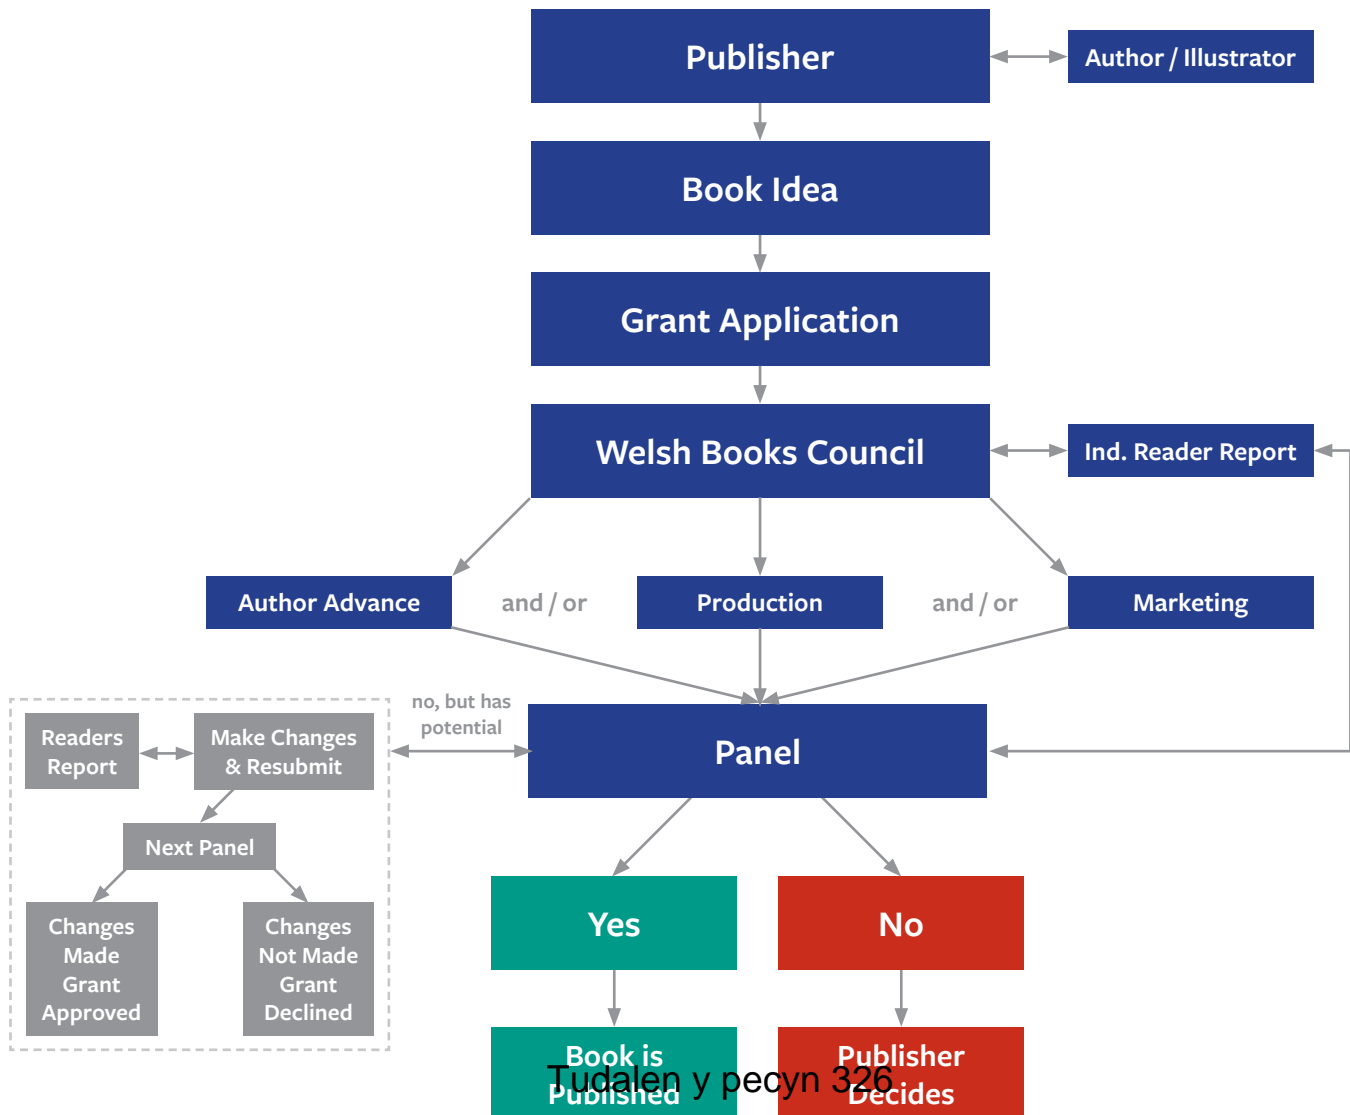 Publisher
Author / Illustrator
Book Idea
Grant Application
Welsh Books Council
Ind. Reader Report
Author Advance
and / or
Production
and / or
Marketing
no, but has
potential
Readers
Report
Make Changes
& Resubmit
Panel
Next Panel
Changes
Made
Grant
Approved
Changes
Not Made
Grant
Declined
Yes
No
Book is
Published
Publisher
Decides
Tudalen y pecyn 326